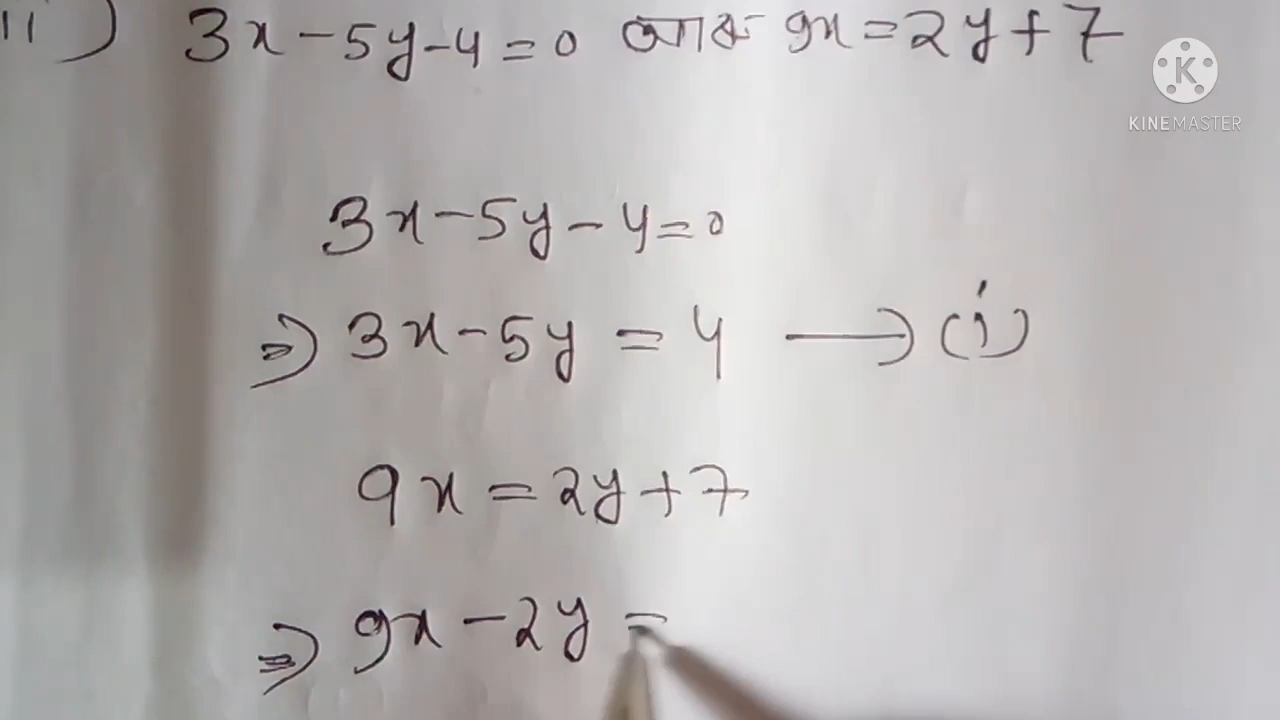 ii) 3x-5y-4=0 আৰু 9x=2y+7
KINEMASTER
3x-5y-4=0
⇒ 3x-5y = 4 ⟶ (i)
9x = 2y+7
⇒ 9x-2y =